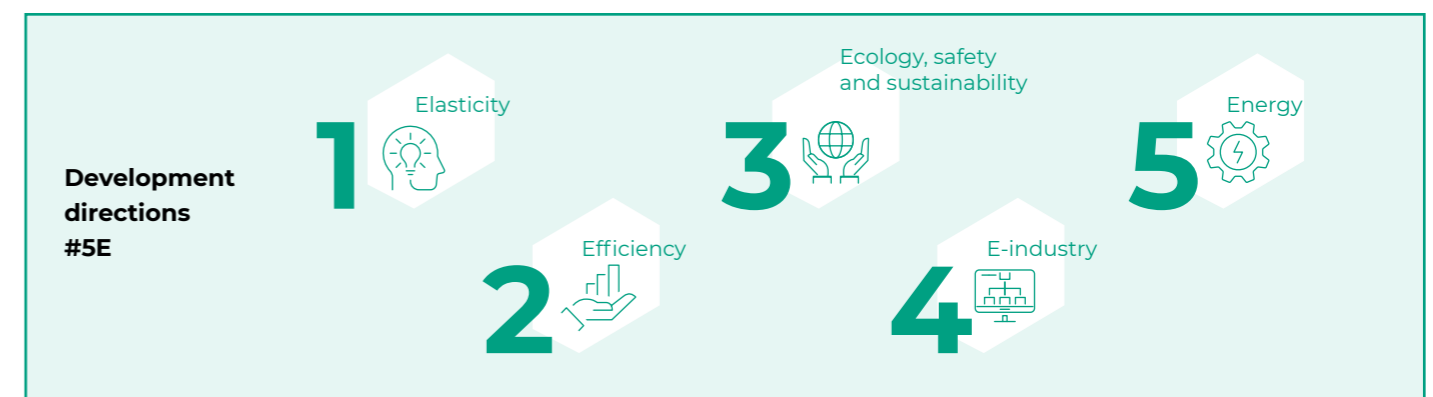 Development
directions
#5E
1
Elasticity
2
Efficiency
3
Ecology, safety
and sustainability
4
E-industry
5
Energy